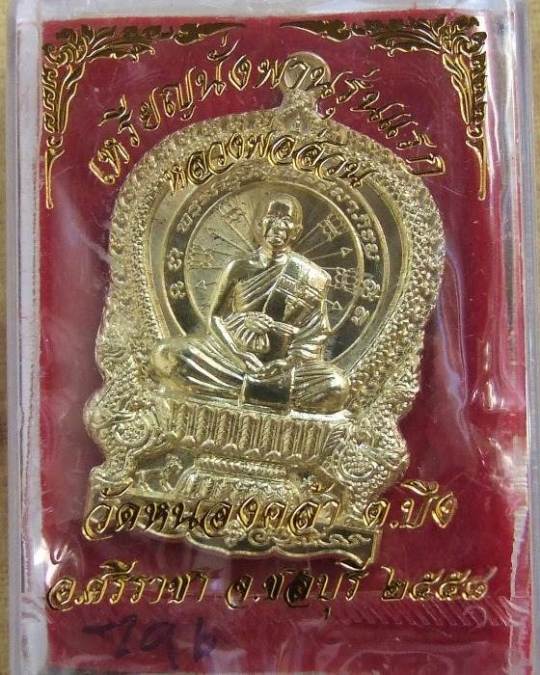 เหรียญนั่งพานรุ่นแรก
หลวงพ่อส่วน
วัดหนองคล้า ต.บึง
อ.ศรีราชา จ.ชลบุรี ๒๕๕๘